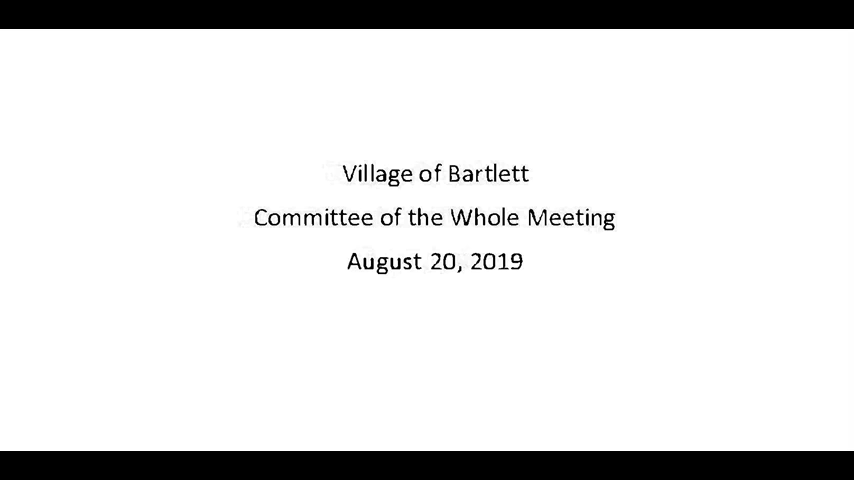 Village of Bartlett
Committee of the Whole Meeting
August 20, 2019